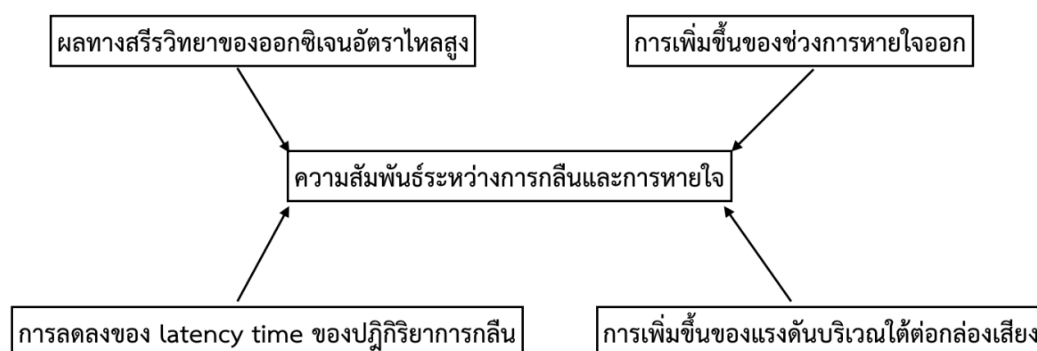 ผลทางสรีรวิทยาของออกซิเจนอัตราไหลสูง
การเพิ่มขึ้นของช่วงการหายใจออก
ความสัมพันธ์ระหว่างการกลืนและการหายใจ
การลดลงของ latency time ของปฏิกิริยาการกลืน
การเพิ่มขึ้นของแรงดันบริเวณใต้ต่อกล่องเสียง